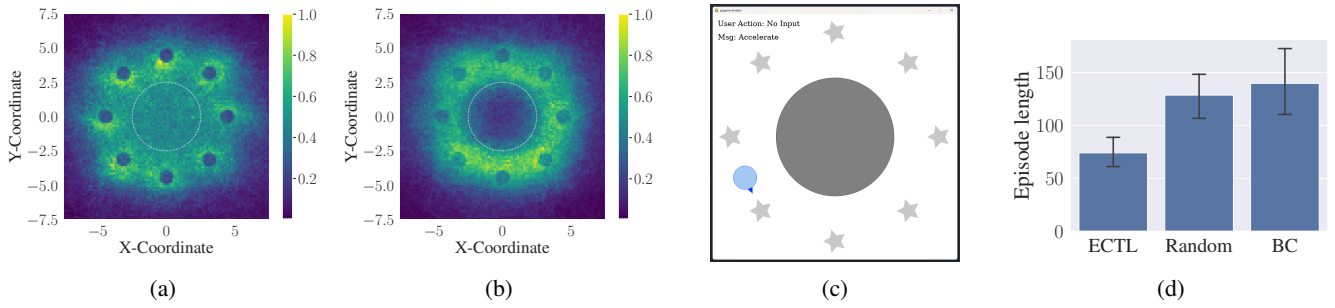 7.5
5.0
2.5
0.0
−2.5
−5.0
−7.5
Y-Coordinate
−5
0
5
X-Coordinate
1.0
0.8
0.6
0.4
0.2
(a)
7.5
5.0
2.5
0.0
−2.5
−5.0
−7.5
Y-Coordinate
−5
0
5
X-Coordinate
1.0
0.8
0.6
0.4
0.2
(b)
User Action: No Input
Msg: Accelerate
(c)
Episode length
150
100
50
0
ECTL Random BC
(d)